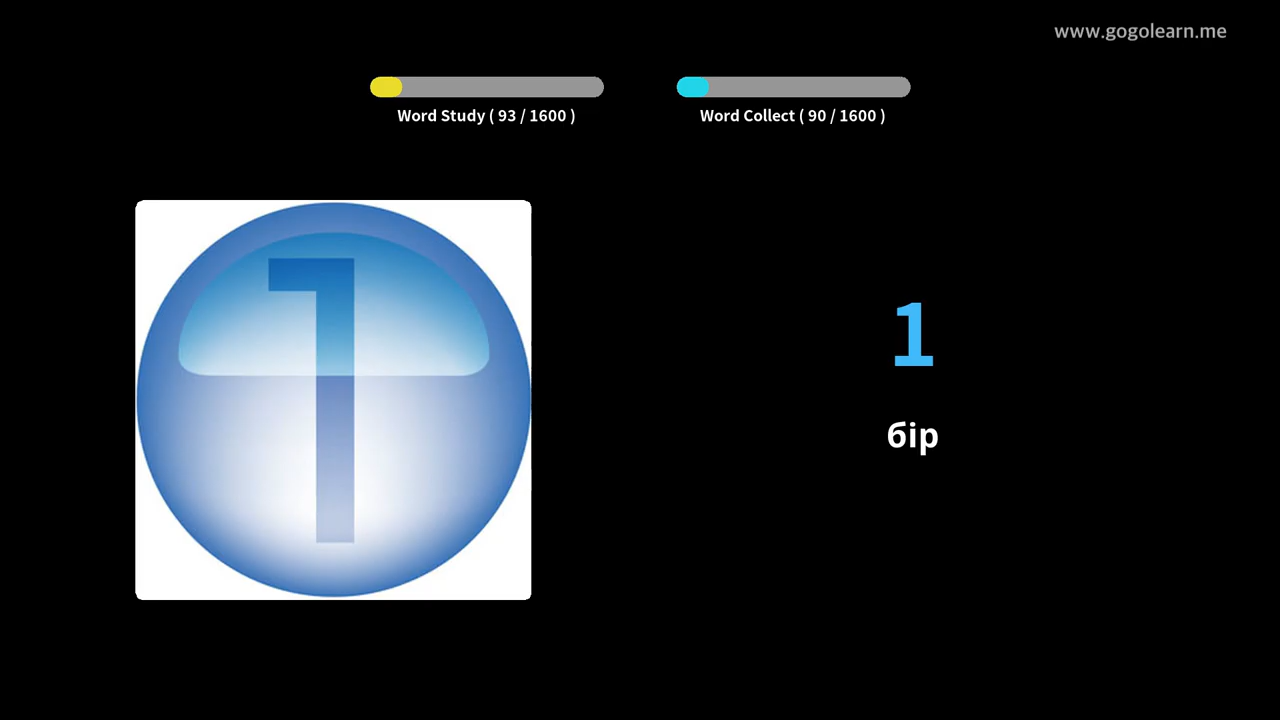 www.gogolearn.me
Word Study ( 93 / 1600 )
Word Collect ( 90 / 1600 )
1
1
бір